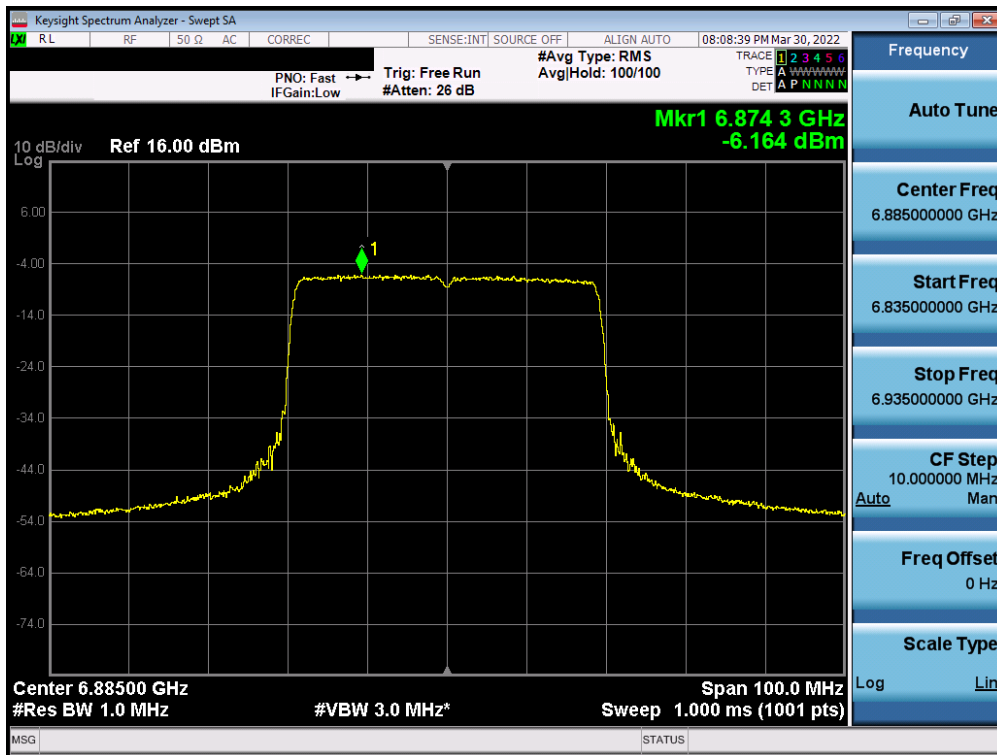 Keysight Spectrum Analyzer - Swept SA
LXI RL RF 50 Ω AC CORREC SENSE:INT SOURCE OFF ALIGN AUTO 08:08:39 PM Mar 30, 2022
PNO: Fast
IFGain:Low
Trig: Free Run
#Atten: 26 dB
#Avg Type: RMS
Avg|Hold: 100/100
TRACE 1 2 3 4 5 6
TYPE A WWWWW
DET A P N N N N
Mkr1 6.874 3 GHz
-6.164 dBm
10 dB/div Ref 16.00 dBm
Log
6.00
-4.00
-14.0
-24.0
-34.0
-44.0
-54.0
-64.0
-74.0
1
Center 6.88500 GHz Span 100.0 MHz
#Res BW 1.0 MHz #VBW 3.0 MHz* Sweep 1.000 ms (1001 pts)
MSG STATUS
Frequency
Auto Tune
Center Freq
6.885000000 GHz
Start Freq
6.835000000 GHz
Stop Freq
6.935000000 GHz
CF Step
10.000000 MHz
Auto Man
Freq Offset
0 Hz
Scale Type
Log Lin